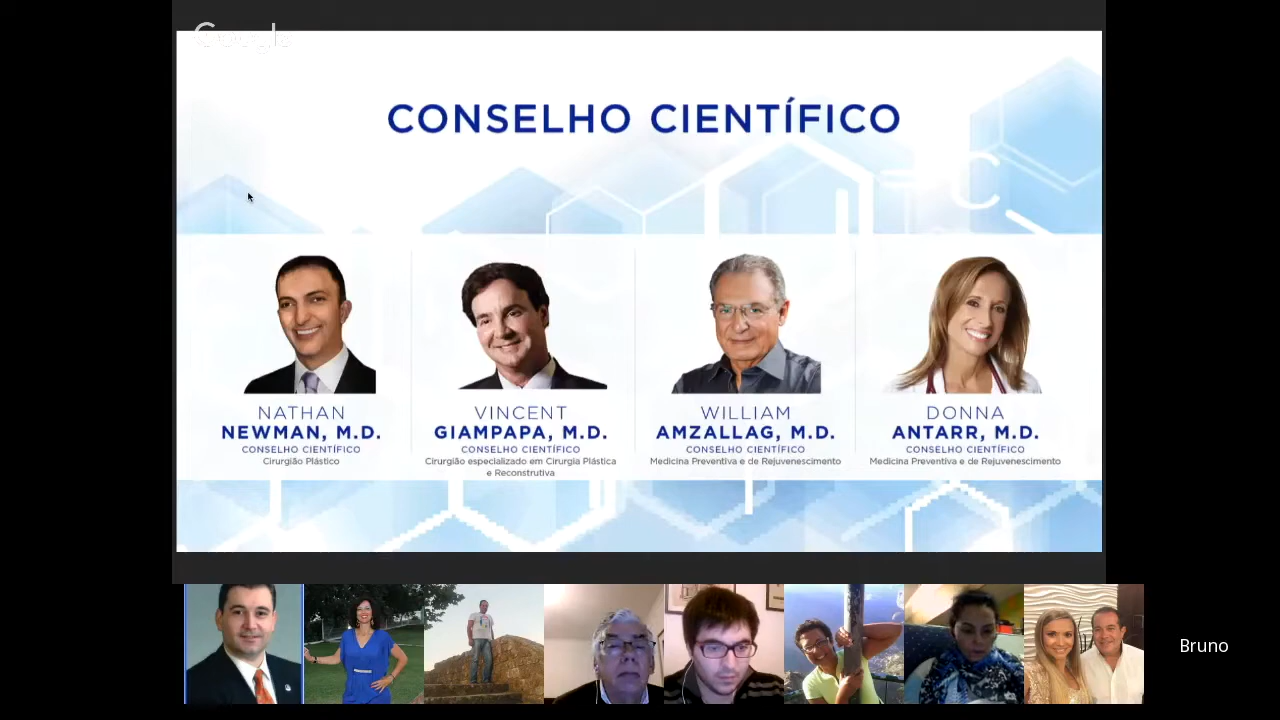 Google
CONSELHO CIENTÍFICO
C
NATHAN
NEWMAN, M.D.
CONSELHO CIENTÍFICO
Cirurgião Plástico
VINCENT
GIAMPAPA, M.D.
CONSELHO CIENTÍFICO
Cirurgião especializado em Cirurgia Plástica
e Reconstrutiva
WILLIAM
AMZALLAG, M.D.
CONSELHO CIENTÍFICO
Medicina Preventiva e de Rejuvenescimento
DONNA
ANTARR, M.D.
CONSELHO CIENTÍFICO
Medicina Preventiva e de Rejuvenescimento
Bruno